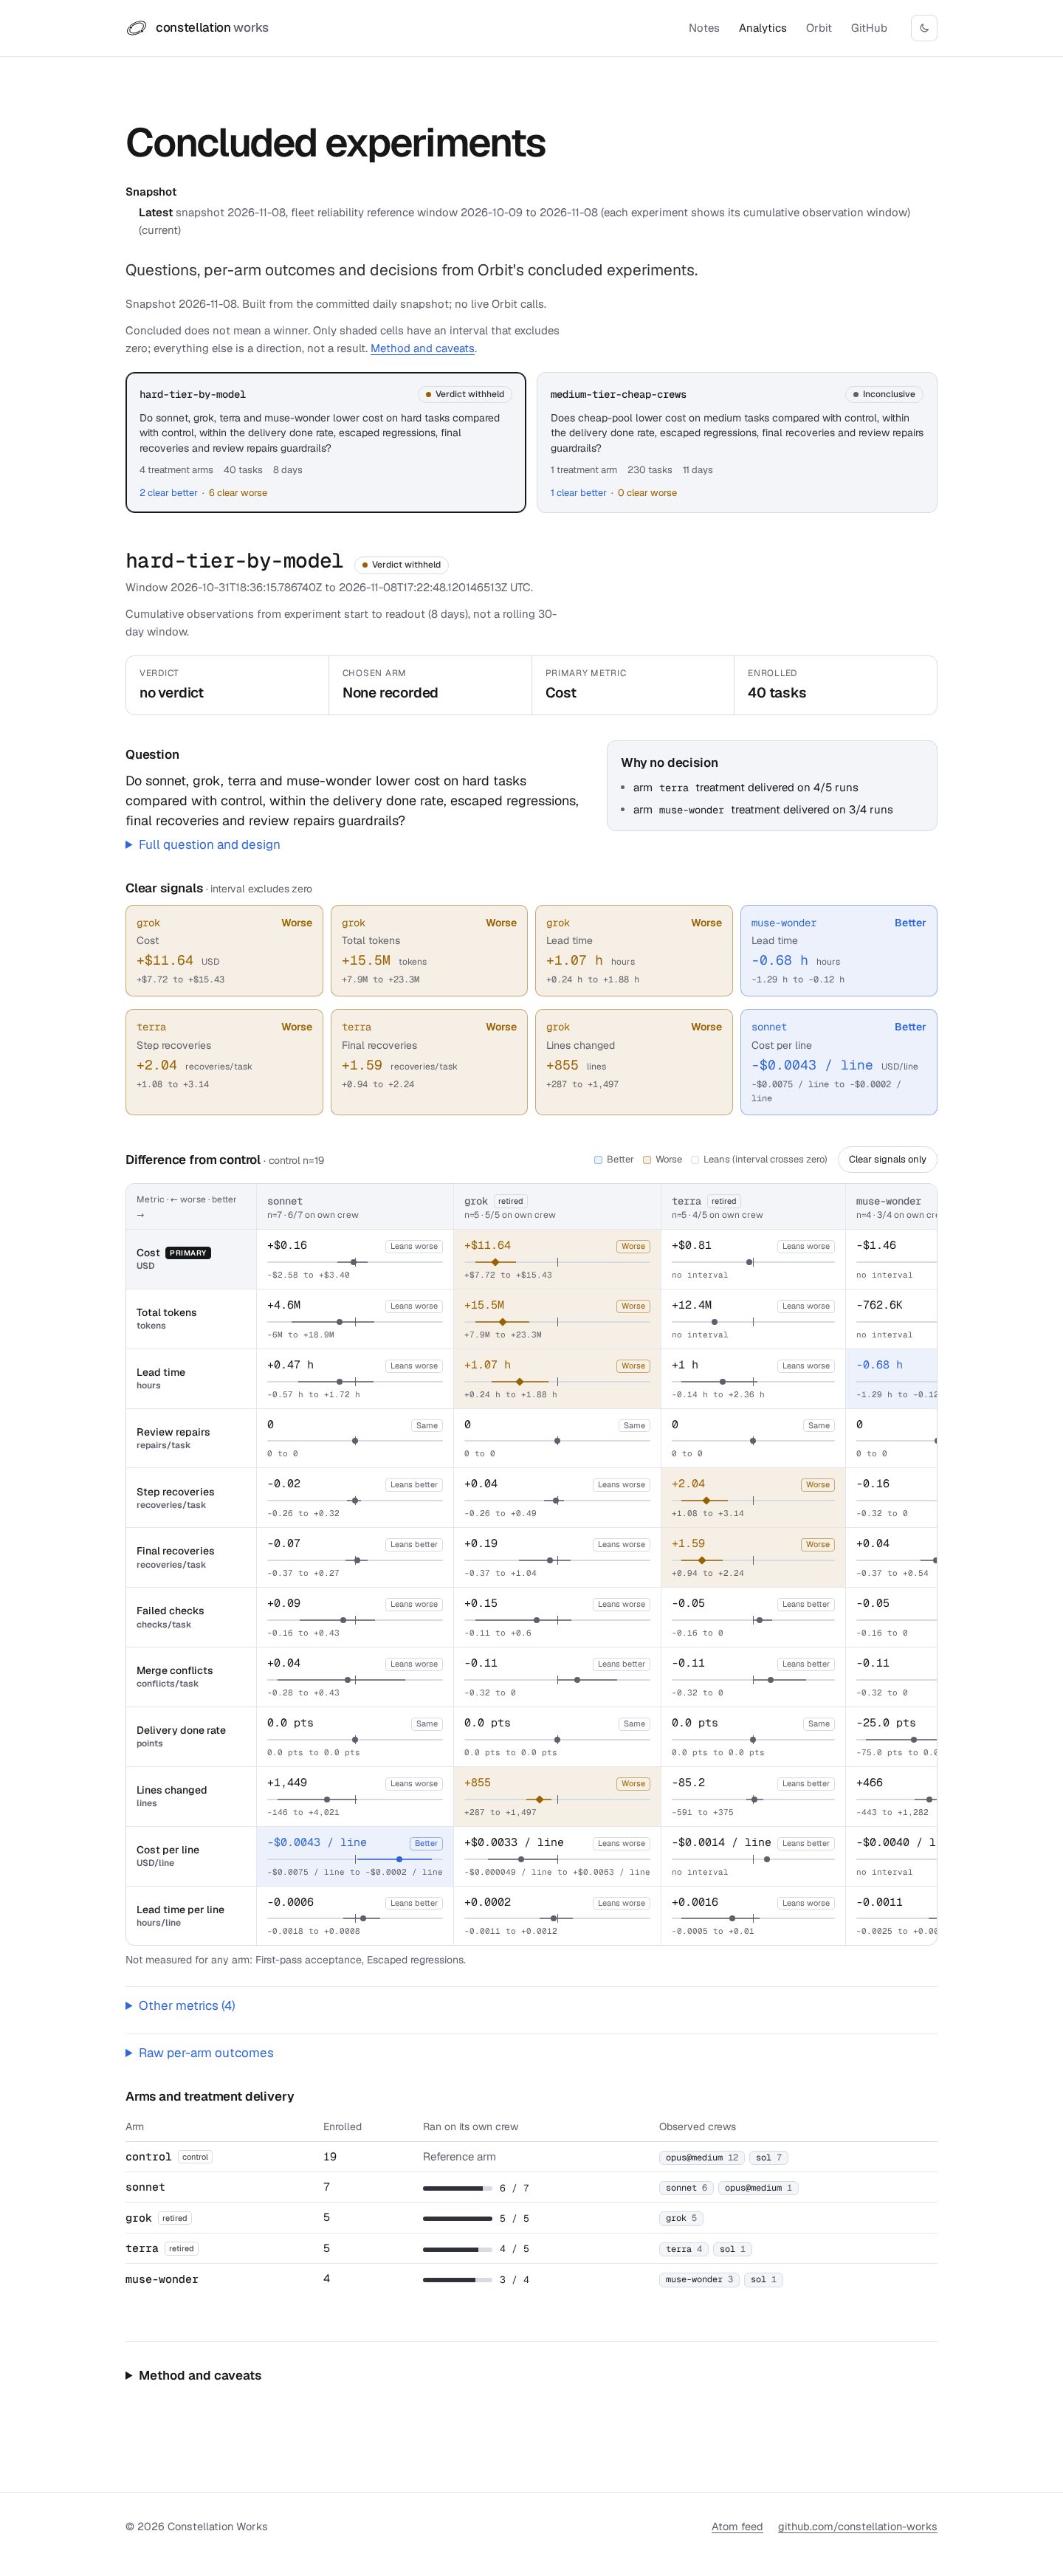 constellation works
Notes Analytics Orbit GitHub
Concluded experiments
Snapshot
Latest snapshot 2026-11-08, fleet reliability reference window 2026-10-09 to 2026-11-08 (each experiment shows its cumulative observation window)
(current)
Questions, per-arm outcomes and decisions from Orbit's concluded experiments.
Snapshot 2026-11-08. Built from the committed daily snapshot; no live Orbit calls.
Concluded does not mean a winner. Only shaded cells have an interval that excludes
zero; everything else is a direction, not a result. Method and caveats.
hard-tier-by-model Verdict withheld
Do sonnet, grok, terra and muse-wonder lower cost on hard tasks compared
with control, within the delivery done rate, escaped regressions, final
recoveries and review repairs guardrails?
4 treatment arms 40 tasks 8 days
2 clear better · 6 clear worse
medium-tier-cheap-crews Inconclusive
Does cheap-pool lower cost on medium tasks compared with control, within
the delivery done rate, escaped regressions, final recoveries and review repairs
guardrails?
1 treatment arm 230 tasks 11 days
1 clear better · 0 clear worse
hard-tier-by-model Verdict withheld
Window 2026-10-31T18:36:15.786740Z to 2026-11-08T17:22:48.120146513Z UTC.
Cumulative observations from experiment start to readout (8 days), not a rolling 30-
day window.
VERDICT
no verdict
CHOSEN ARM
None recorded
PRIMARY METRIC
Cost
ENROLLED
40 tasks
Question
Do sonnet, grok, terra and muse-wonder lower cost on hard tasks
compared with control, within the delivery done rate, escaped regressions,
final recoveries and review repairs guardrails?
Full question and design
Why no decision
arm terra treatment delivered on 4/5 runs
arm muse-wonder treatment delivered on 3/4 runs
Clear signals · interval excludes zero
grok Worse
Cost
+$11.64 USD
+$7.72 to +$15.43
grok Worse
Total tokens
+15.5M tokens
+7.9M to +23.3M
grok Worse
Lead time
+1.07 h hours
+0.24 h to +1.88 h
muse-wonder Better
Lead time
-0.68 h hours
-1.29 h to -0.12 h
terra Worse
Step recoveries
+2.04 recoveries/task
+1.08 to +3.14
terra Worse
Final recoveries
+1.59 recoveries/task
+0.94 to +2.24
grok Worse
Lines changed
+855 lines
+287 to +1,497
sonnet Better
Cost per line
-$0.0043 / line USD/line
-$0.0075 / line to -$0.0002 /
line
Difference from control · control n=19
Better Worse Leans (interval crosses zero) Clear signals only
Metric · ← worse · better
→
sonnet
n=7 · 6/7 on own crew
grok retired
n=5 · 5/5 on own crew
terra retired
n=5 · 4/5 on own crew
muse-wonder
n=4 · 3/4 on own cr
Cost PRIMARY
USD
+$0.16 Leans worse
-$2.58 to +$3.40
+$11.64 Worse
+$7.72 to +$15.43
+$0.81 Leans worse
no interval
-$1.46
no interval
Total tokens
tokens
+4.6M Leans worse
-6M to +18.9M
+15.5M Worse
+7.9M to +23.3M
+12.4M Leans worse
no interval
-762.6K
no interval
Lead time
hours
+0.47 h Leans worse
-0.57 h to +1.72 h
+1.07 h Worse
+0.24 h to +1.88 h
+1 h Leans worse
-0.14 h to +2.36 h
-0.68 h
-1.29 h to -0.12
Review repairs
repairs/task
0 Same
0 to 0
0 Same
0 to 0
0 Same
0 to 0
0
0 to 0
Step recoveries
recoveries/task
-0.02 Leans better
-0.26 to +0.32
+0.04 Leans worse
-0.26 to +0.49
+2.04 Worse
+1.08 to +3.14
-0.16
-0.32 to 0
Final recoveries
recoveries/task
-0.07 Leans better
-0.37 to +0.27
+0.19 Leans worse
-0.37 to +1.04
+1.59 Worse
+0.94 to +2.24
+0.04
-0.37 to +0.54
Failed checks
checks/task
+0.09 Leans worse
-0.16 to +0.43
+0.15 Leans worse
-0.11 to +0.6
-0.05 Leans better
-0.16 to 0
-0.05
-0.16 to 0
Merge conflicts
conflicts/task
+0.04 Leans worse
-0.28 to +0.43
-0.11 Leans better
-0.32 to 0
-0.11 Leans better
-0.32 to 0
-0.11
-0.32 to 0
Delivery done rate
points
0.0 pts Same
0.0 pts to 0.0 pts
0.0 pts Same
0.0 pts to 0.0 pts
0.0 pts Same
0.0 pts to 0.0 pts
-25.0 pts
-75.0 pts to 0.0
Lines changed
lines
+1,449 Leans worse
-146 to +4,021
+855 Worse
+287 to +1,497
-85.2 Leans better
-591 to +375
+466
-443 to +1,282
Cost per line
USD/line
-$0.0043 / line Better
-$0.0075 / line to -$0.0002 / line
+$0.0033 / line Leans worse
-$0.000049 / line to +$0.0063 / line
-$0.0014 / line Leans better
no interval
-$0.0040 / l
no interval
Lead time per line
hours/line
-0.0006 Leans better
-0.0018 to +0.0008
+0.0002 Leans worse
-0.0011 to +0.0012
+0.0016 Leans worse
-0.0005 to +0.01
-0.0011
-0.0025 to +0.00
Not measured for any arm: First-pass acceptance, Escaped regressions.
Other metrics (4)
Raw per-arm outcomes
Arms and treatment delivery
Arm Enrolled Ran on its own crew Observed crews
control control 19 Reference arm opus@medium 12 sol 7
sonnet 7 6 / 7 sonnet 6 opus@medium 1
grok retired 5 5 / 5 grok 5
terra retired 5 4 / 5 terra 4 sol 1
muse-wonder 4 3 / 4 muse-wonder 3 sol 1
Method and caveats
© 2026 Constellation Works
Atom feed github.com/constellation-works